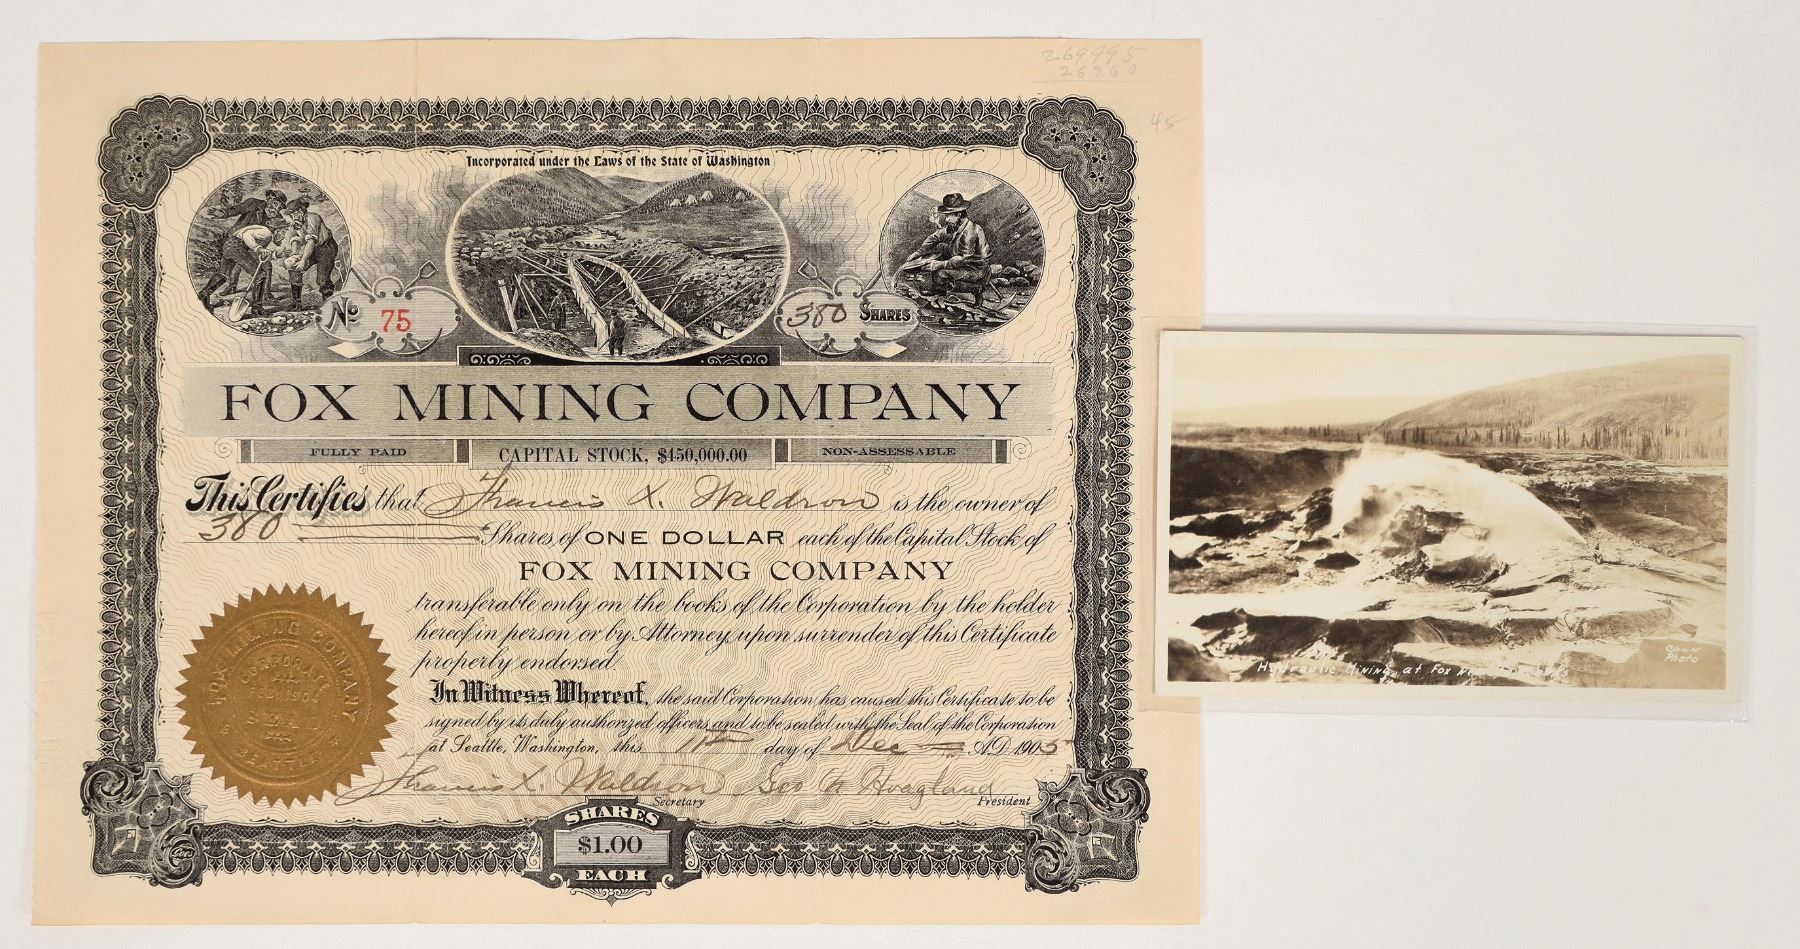 269995
26760
45-
Incorporated under the Laws of the State of Washington
No 75
380 SHARES
FOX MINING COMPANY
FULLY PAID
CAPITAL STOCK, $450,000.00
NON-ASSESSABLE
This Certifies that Francis X. Waldron is the owner of
380 Shares of ONE DOLLAR each of the Capital Stock of
FOX MINING COMPANY
transferable only on the books of the Corporation by the holder
hereof in person or by Attorney upon surrender of this Certificate
properly endorsed.
In Witness Whereof, the said Corporation has caused this Certificate to be
signed by its duly authorized officers and to be sealed with the Seal of the Corporation
at Seattle, Washington, this 11th day of Dec A.D. 1905
Francis X. Waldron Geo A Hoagland
Secretary President
FOX MINING COMPANY
SEAL
SEATTLE
SHARES
$1.00
EACH
Hydraulic Mining at Fox
Conn
Photo